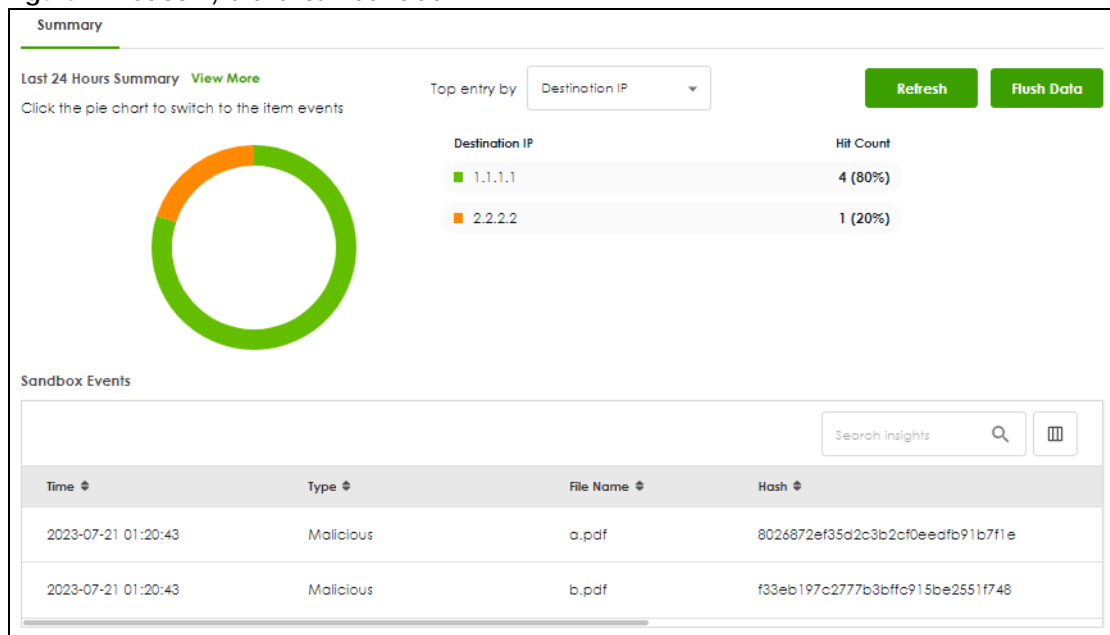 Summary
Last 24 Hours Summary View More
Top entry by Destination IP
Refresh
Flush Data
Click the pie chart to switch to the item events
Destination IP Hit Count
1.1.1.1 4 (80%)
2.2.2.2 1 (20%)
Sandbox Events
Search insights
Time Type File Name Hash
2023-07-21 01:20:43 Malicious a.pdf 8026872ef35d2c3b2cf0eedfb91b7f1e
2023-07-21 01:20:43 Malicious b.pdf f33eb197c2777b3bffc915be2551f748